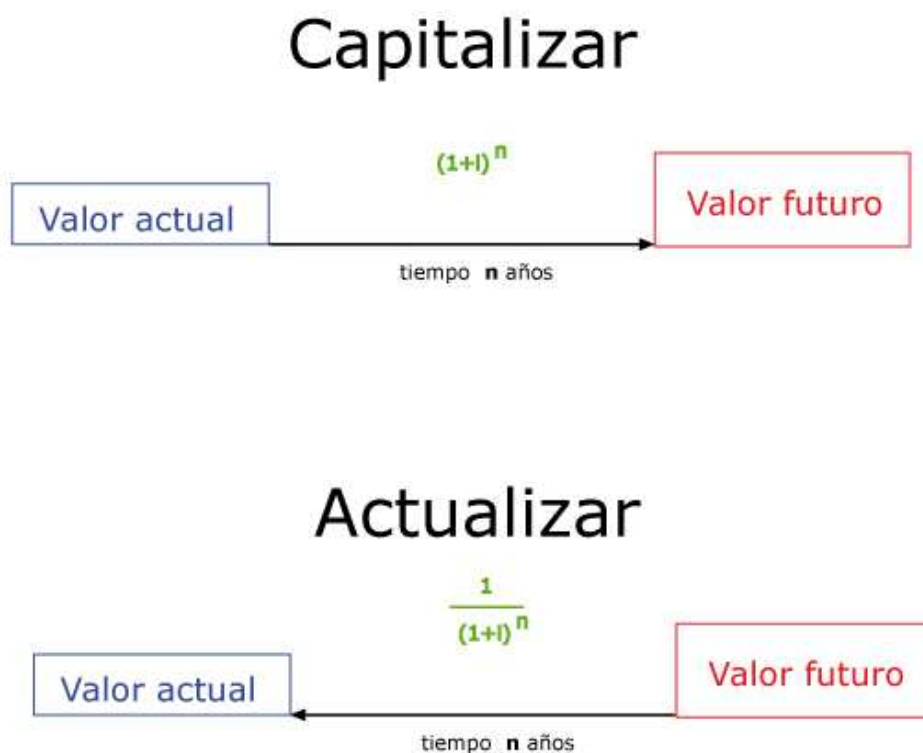 Capitalizar
(1+I)^n
Valor actual
Valor futuro
tiempo n años
Actualizar
1
(1+I)^n
Valor actual
Valor futuro
tiempo n años